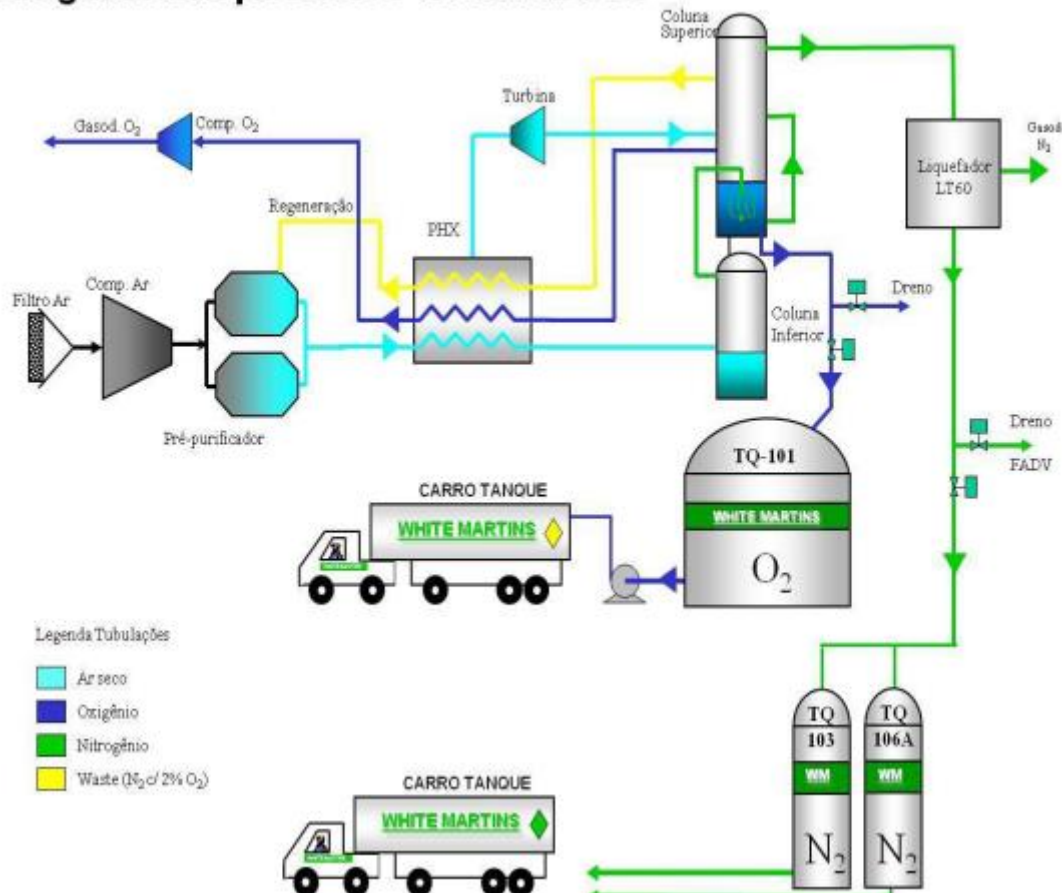 Coluna
Superior
Turbina
Gasod. O₂
Comp. O₂
Gasod
N₂
Liquefador
LT60
Regeneração
PHX
Comp. Ar
Filtro Ar
Dreno
Coluna
Inferior
Pré-purificador
Dreno
FADV
TQ-101
WHITE MARTINS
O₂
CARRO TANQUE
WHITE MARTINS
Legenda Tubulações
Ar seco
Oxigênio
Nitrogênio
Waste (N₂ c/ 2% O₂)
TQ
103
WM
N₂
TQ
106A
WM
N₂
CARRO TANQUE
WHITE MARTINS